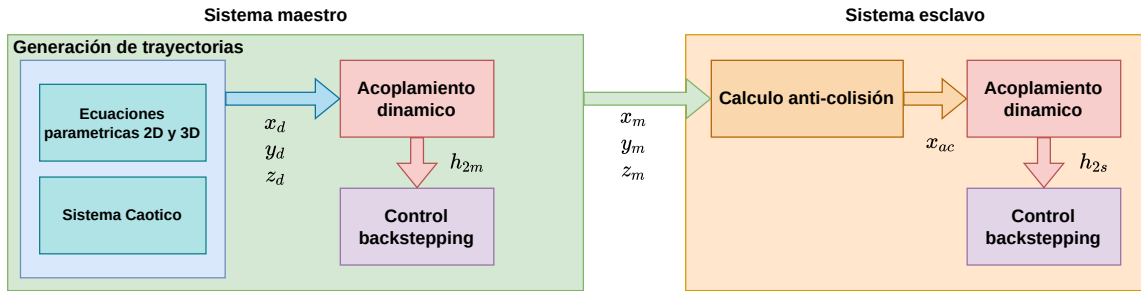 Sistema maestro
Generación de trayectorias
Ecuaciones
parametricas 2D y 3D
Sistema Caotico
x_d
y_d
z_d
Acoplamiento
dinamico
h_{2m}
Control
backstepping
x_m
y_m
z_m
Sistema esclavo
Calculo anti-colisión
x_{ac}
Acoplamiento
dinamico
h_{2s}
Control
backstepping